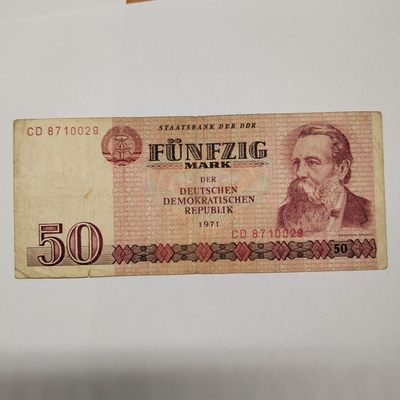 STAATSBANK DER DDR
CD 8710029
FÜNFZIG
MARK
DER
DEUTSCHEN
DEMOKRATISCHEN
REPUBLIK
1971
CD 8710029
50
50